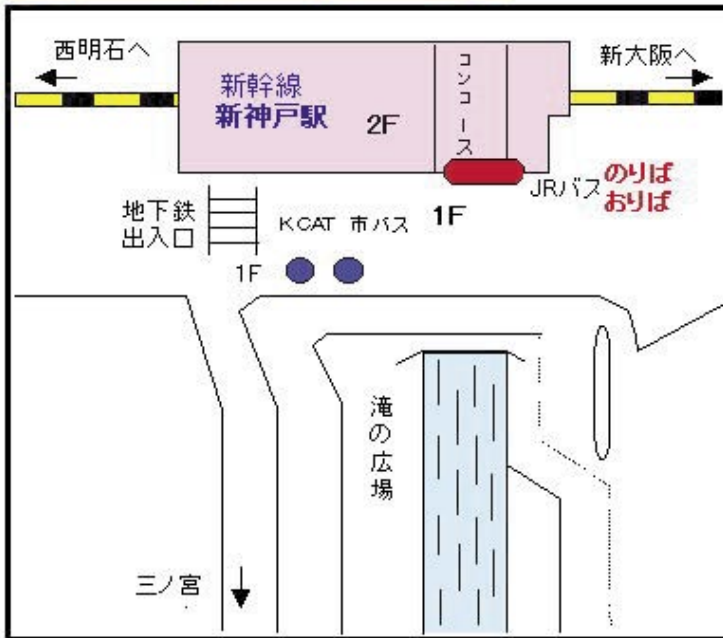 西明石へ
新大阪へ
新幹線
新神戸駅
2F
コンコース
JRバス
のりば
おりば
地下鉄
出入口
KCAT 市バス
1F
1F
滝の広場
三ノ宮